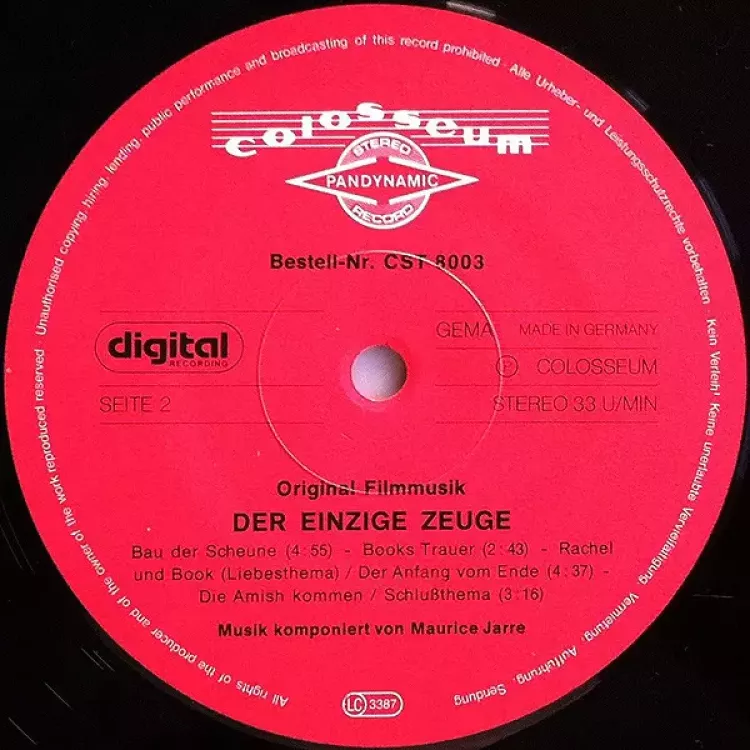 Unauthorised copying · hiring · lending · public performance and broadcasting of this record prohibited · Alle Urheber- und Leistungsschutzrechte vorbehalten · Kein Verleih! Keine unerlaubte Vervielfältigung, Vermietung, Aufführung, Sendung
All rights of the producer and of the owner of the work reproduced reserved ·
colosseum
STEREO
PANDYNAMIC
RECORD
Bestell-Nr. CST 8003
digital
RECORDING
GEMA MADE IN GERMANY
Ⓟ COLOSSEUM
SEITE 2
STEREO 33 U/MIN
Original Filmmusik
DER EINZIGE ZEUGE
Bau der Scheune (4:55) - Books Trauer (2:43) - Rachel
und Book (Liebesthema) / Der Anfang vom Ende (4:37) -
Die Amish kommen / Schlußthema (3:16)
Musik komponiert von Maurice Jarre
LC 3387